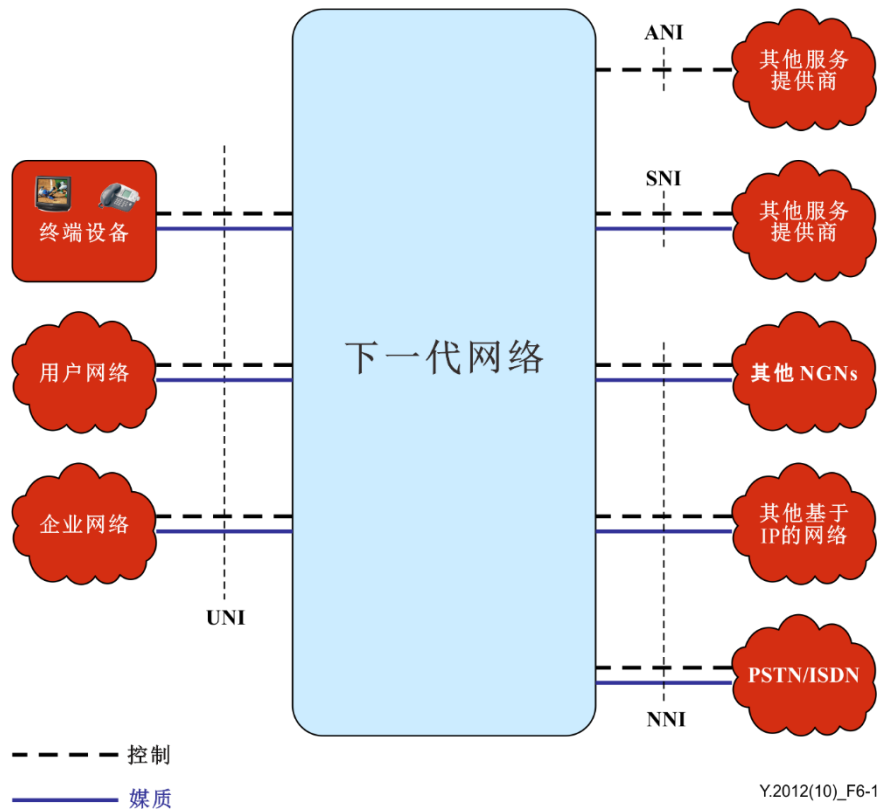 ANI
其他服务
提供商
SNI
其他服务
提供商
终端设备
下一代网络
用户网络
其他 NGNs
企业网络
其他基于
IP的网络
UNI
PSTN/ISDN
NNI
控制
媒质
Y.2012(10)_F6-1